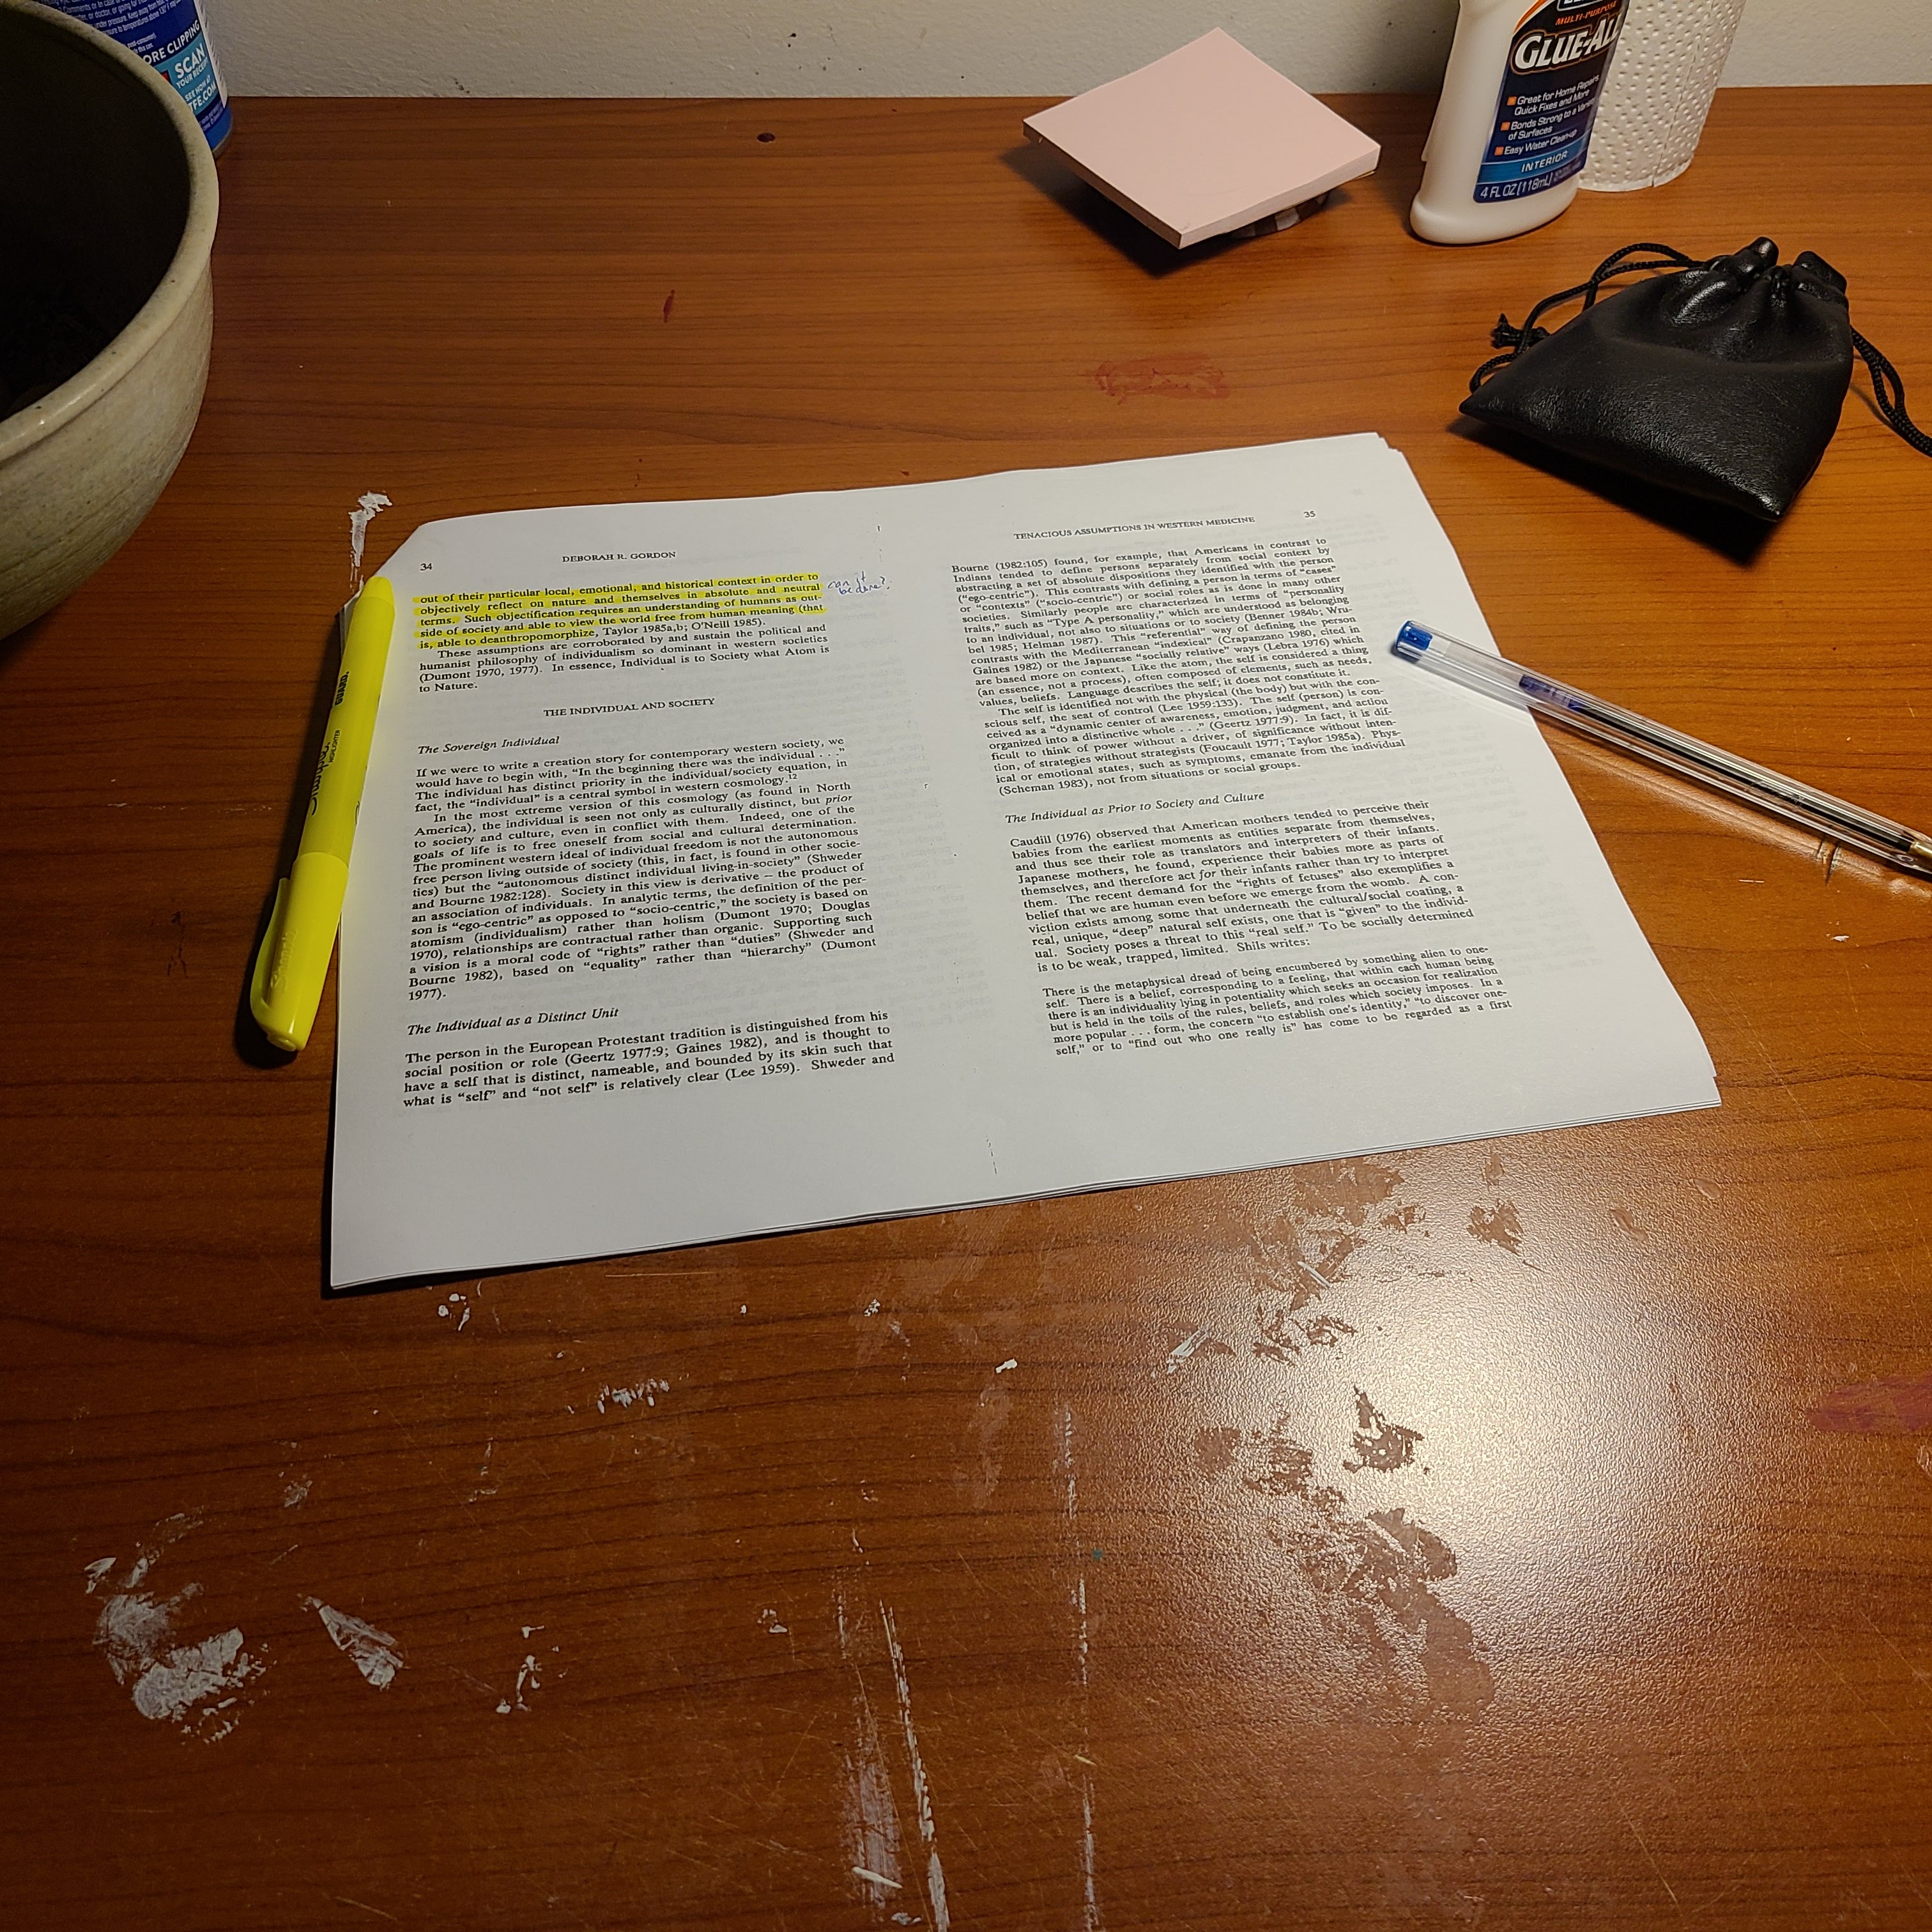 ORE CLIPPING
SCAN
YOUR RECEIPT
SEE HOW AT
MULTI-PURPOSE
GLUE-ALL
Great for Home Repairs,
Quick Fixes and More
Bonds Strong to a Variety
of Surfaces
Easy Water Clean-up
INTERIOR
4 FL OZ (118mL)
Sharpie
34
DEBORAH R. GORDON
out of their particular local, emotional, and historical context in order to
objectively reflect on nature and themselves in absolute and neutral
terms. Such objectification requires an understanding of humans as out-
side of society and able to view the world free from human meaning (that
is, able to deanthropomorphize, Taylor 1985a,b; O'Neill 1985).
can it
be done?
These assumptions are corroborated by and sustain the political and
humanist philosophy of individualism so dominant in western societies
(Dumont 1970, 1977). In essence, Individual is to Society what Atom is
to Nature.
THE INDIVIDUAL AND SOCIETY
The Sovereign Individual
If we were to write a creation story for contemporary western society, we
would have to begin with, "In the beginning there was the individual . . ."
The individual has distinct priority in the individual/society equation, in
fact, the "individual" is a central symbol in western cosmology.12
In the most extreme version of this cosmology (as found in North
America), the individual is seen not only as culturally distinct, but prior
to society and culture, even in conflict with them. Indeed, one of the
goals of life is to free oneself from social and cultural determination.
The prominent western ideal of individual freedom is not the autonomous
free person living outside of society (this, in fact, is found in other socie-
ties) but the "autonomous distinct individual living-in-society" (Shweder
and Bourne 1982:128). Society in this view is derivative – the product of
an association of individuals. In analytic terms, the definition of the per-
son is "ego-centric" as opposed to "socio-centric," the society is based on
atomism (individualism) rather than holism (Dumont 1970; Douglas
1970), relationships are contractual rather than organic. Supporting such
a vision is a moral code of "rights" rather than "duties" (Shweder and
Bourne 1982), based on "equality" rather than "hierarchy" (Dumont
1977).
The Individual as a Distinct Unit
The person in the European Protestant tradition is distinguished from his
social position or role (Geertz 1977:9; Gaines 1982), and is thought to
have a self that is distinct, nameable, and bounded by its skin such that
what is "self" and "not self" is relatively clear (Lee 1959). Shweder and
TENACIOUS ASSUMPTIONS IN WESTERN MEDICINE
35
Bourne (1982:105) found, for example, that Americans in contrast to
Indians tended to define persons separately from social context by
abstracting a set of absolute dispositions they identified with the person
("ego-centric"). This contrasts with defining a person in terms of "cases"
or "contexts" ("socio-centric") or social roles as is done in many other
societies. Similarly people are characterized in terms of "personality
traits," such as "Type A personality," which are understood as belonging
to an individual, not also to situations or to society (Benner 1984b; Wru-
bel 1985; Helman 1987). This "referential" way of defining the person
contrasts with the Mediterranean "indexical" (Crapanzano 1980, cited in
Gaines 1982) or the Japanese "socially relative" ways (Lebra 1976) which
are based more on context. Like the atom, the self is considered a thing
(an essence, not a process), often composed of elements, such as needs,
values, beliefs. Language describes the self; it does not constitute it.
The self is identified not with the physical (the body) but with the con-
scious self, the seat of control (Lee 1959:133). The self (person) is con-
ceived as a "dynamic center of awareness, emotion, judgment, and action
organized into a distinctive whole . . ." (Geertz 1977:9). In fact, it is dif-
ficult to think of power without a driver, of significance without inten-
tion, of strategies without strategists (Foucault 1977; Taylor 1985a). Phys-
ical or emotional states, such as symptoms, emanate from the individual
(Scheman 1983), not from situations or social groups.
The Individual as Prior to Society and Culture
Caudill (1976) observed that American mothers tended to perceive their
babies from the earliest moments as entities separate from themselves,
and thus see their role as translators and interpreters of their infants.
Japanese mothers, he found, experience their babies more as parts of
themselves, and therefore act for their infants rather than try to interpret
them. The recent demand for the "rights of fetuses" also exemplifies a
belief that we are human even before we emerge from the womb. A con-
viction exists among some that underneath the cultural/social coating, a
real, unique, "deep" natural self exists, one that is "given" to the individ-
ual. Society poses a threat to this "real self." To be socially determined
is to be weak, trapped, limited. Shils writes:
There is the metaphysical dread of being encumbered by something alien to one-
self. There is a belief, corresponding to a feeling, that within each human being
there is an individuality lying in potentiality which seeks an occasion for realization
but is held in the toils of the rules, beliefs, and roles which society imposes. In a
more popular . . . form, the concern "to establish one's identity," "to discover one-
self," or to "find out who one really is" has come to be regarded as a first